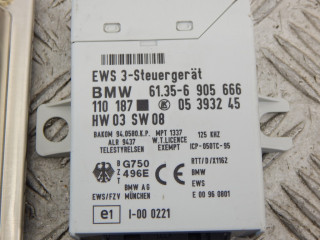 EWS 3-Steuergerät
BMW 61.35-6 905 666
110 187 05 3932 45
HW 03 SW 08
BAKOM 94.0580.K.P. MPT 1337 125 KHZ
ALR 9437 W.T.LICENCE ICP-050TC-95
TELESTYRELSEN EXEMPT
B Z T G750 496E RTT/D/X116Z
BMW AG BMW
EWS/FZV MÜNCHEN EWS
E 00 96 0801
e1 I-00 0221